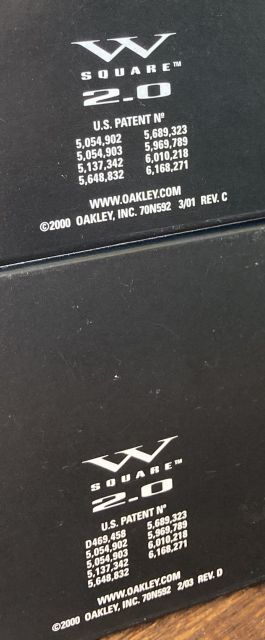 W
SQUARE™
2.0
U.S. PATENT Nº
5,054,902 5,689,323
5,054,903 5,969,789
5,137,342 6,010,218
5,648,832 6,168,271
WWW.OAKLEY.COM
©2000 OAKLEY, INC. 70N592 3/01 REV. C
W
SQUARE™
2.0
U.S. PATENT Nº
D469,458 5,689,323
5,054,902 5,969,789
5,054,903 6,010,218
5,137,342 6,168,271
5,648,832
WWW.OAKLEY.COM
©2000 OAKLEY, INC. 70N592 2/03 REV. D